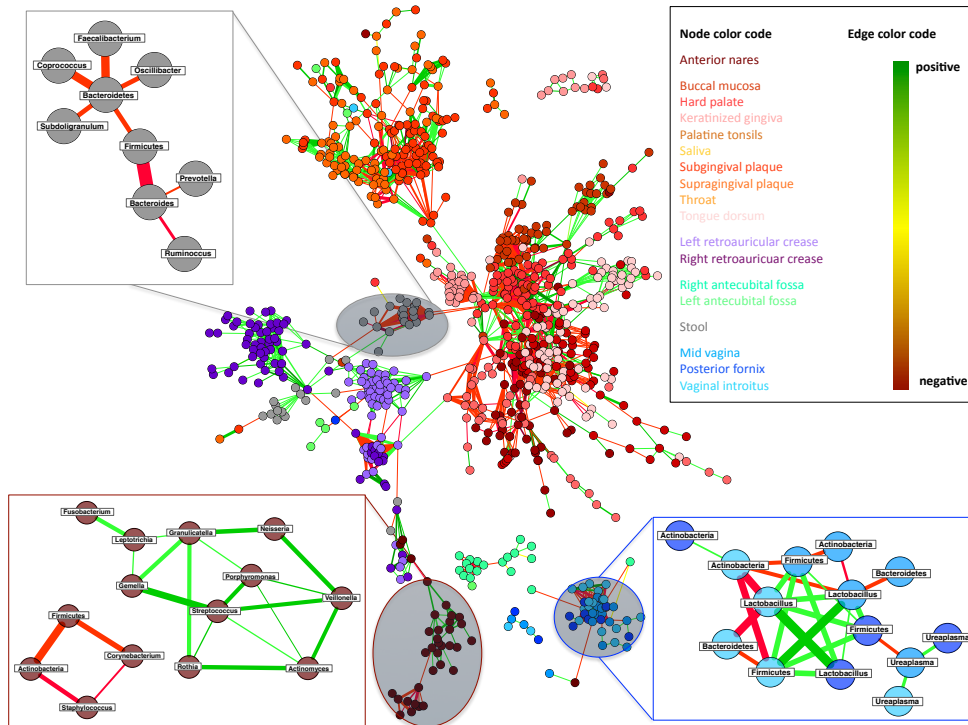 Faecalibacterium
Coprococcus
Oscillibacter
Bacteroidetes
Subdoligranulum
Firmicutes
Prevotella
Bacteroides
Ruminoccus
Node color code
Edge color code
Anterior nares
Buccal mucosa
Hard palate
Keratinized gingiva
Palatine tonsils
Saliva
Subgingival plaque
Supragingival plaque
Throat
Tongue dorsum
Left retroauricular crease
Right retroauricuar crease
Right antecubital fossa
Left antecubital fossa
Stool
Mid vagina
Posterior fornix
Vaginal introitus
positive
negative
Fusobacterium
Leptotrichia
Granulicatella
Neisseria
Porphyromonas
Gemella
Veilonella
Streptococcus
Firmicutes
Corynebacterium
Actinobacteria
Rothia
Actinomyces
Staphylococcus
Actinobacteria
Actinobacteria
Firmicutes
Actinobacteria
Bacteroidetes
Lactobacillus
Lactobacillus
Firmicutes
Ureaplasma
Bacteroidetes
Ureaplasma
Firmicutes
Lactobacillus
Ureaplasma